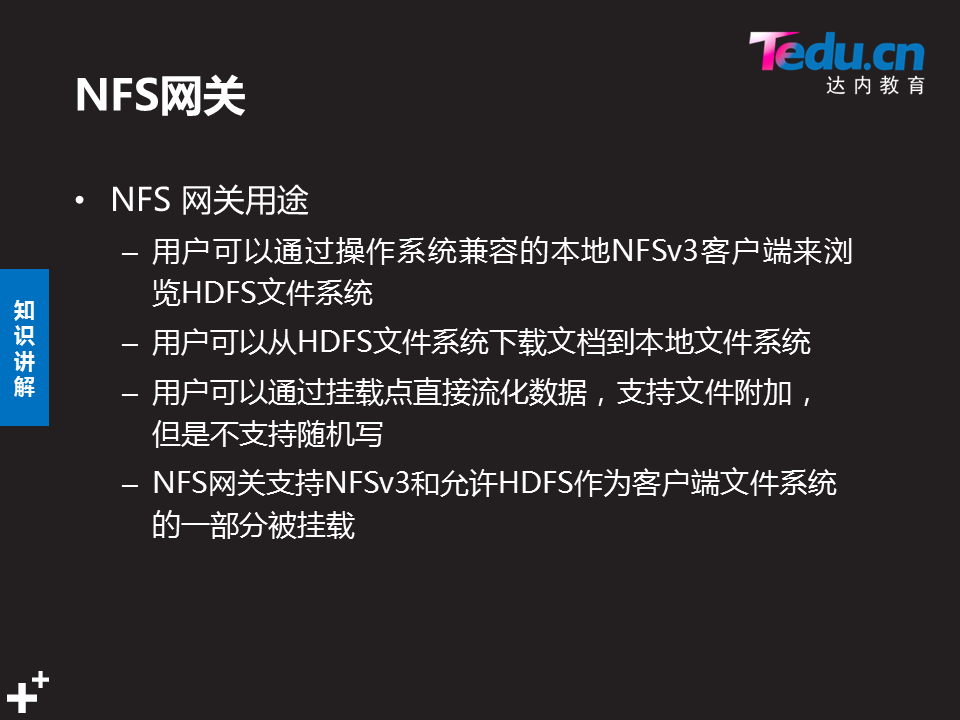 Tedu.cn
达内教育
NFS网关
• NFS 网关用途
– 用户可以通过操作系统兼容的本地NFSv3客户端来浏
览HDFS文件系统
– 用户可以从HDFS文件系统下载文档到本地文件系统
– 用户可以通过挂载点直接流化数据，支持文件附加，
但是不支持随机写
– NFS网关支持NFSv3和允许HDFS作为客户端文件系统
的一部分被挂载
知
识
讲
解